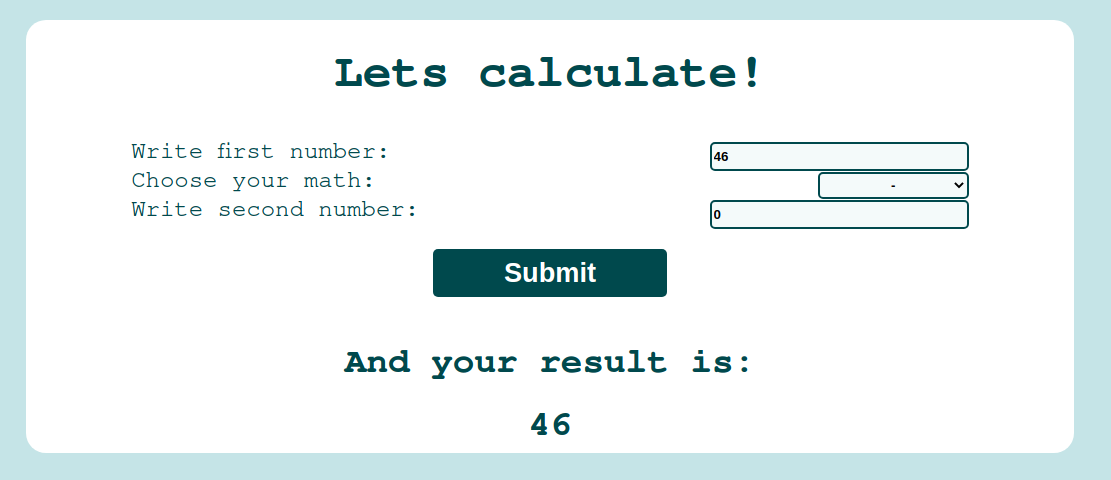 Lets calculate!
Write first number: 46
Choose your math: -
Write second number: 0
Submit
And your result is:
46